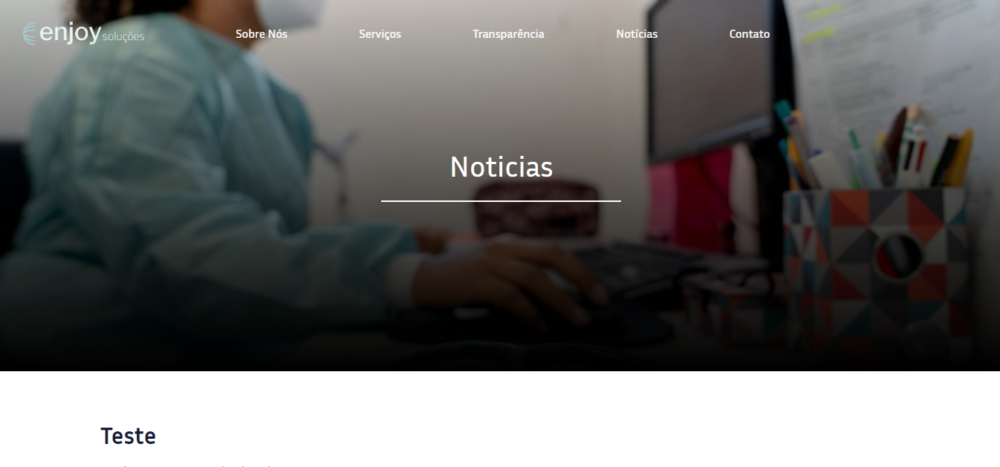 enjoy soluções
Sobre Nós
Serviços
Transparência
Notícias
Contato
Noticias
Teste